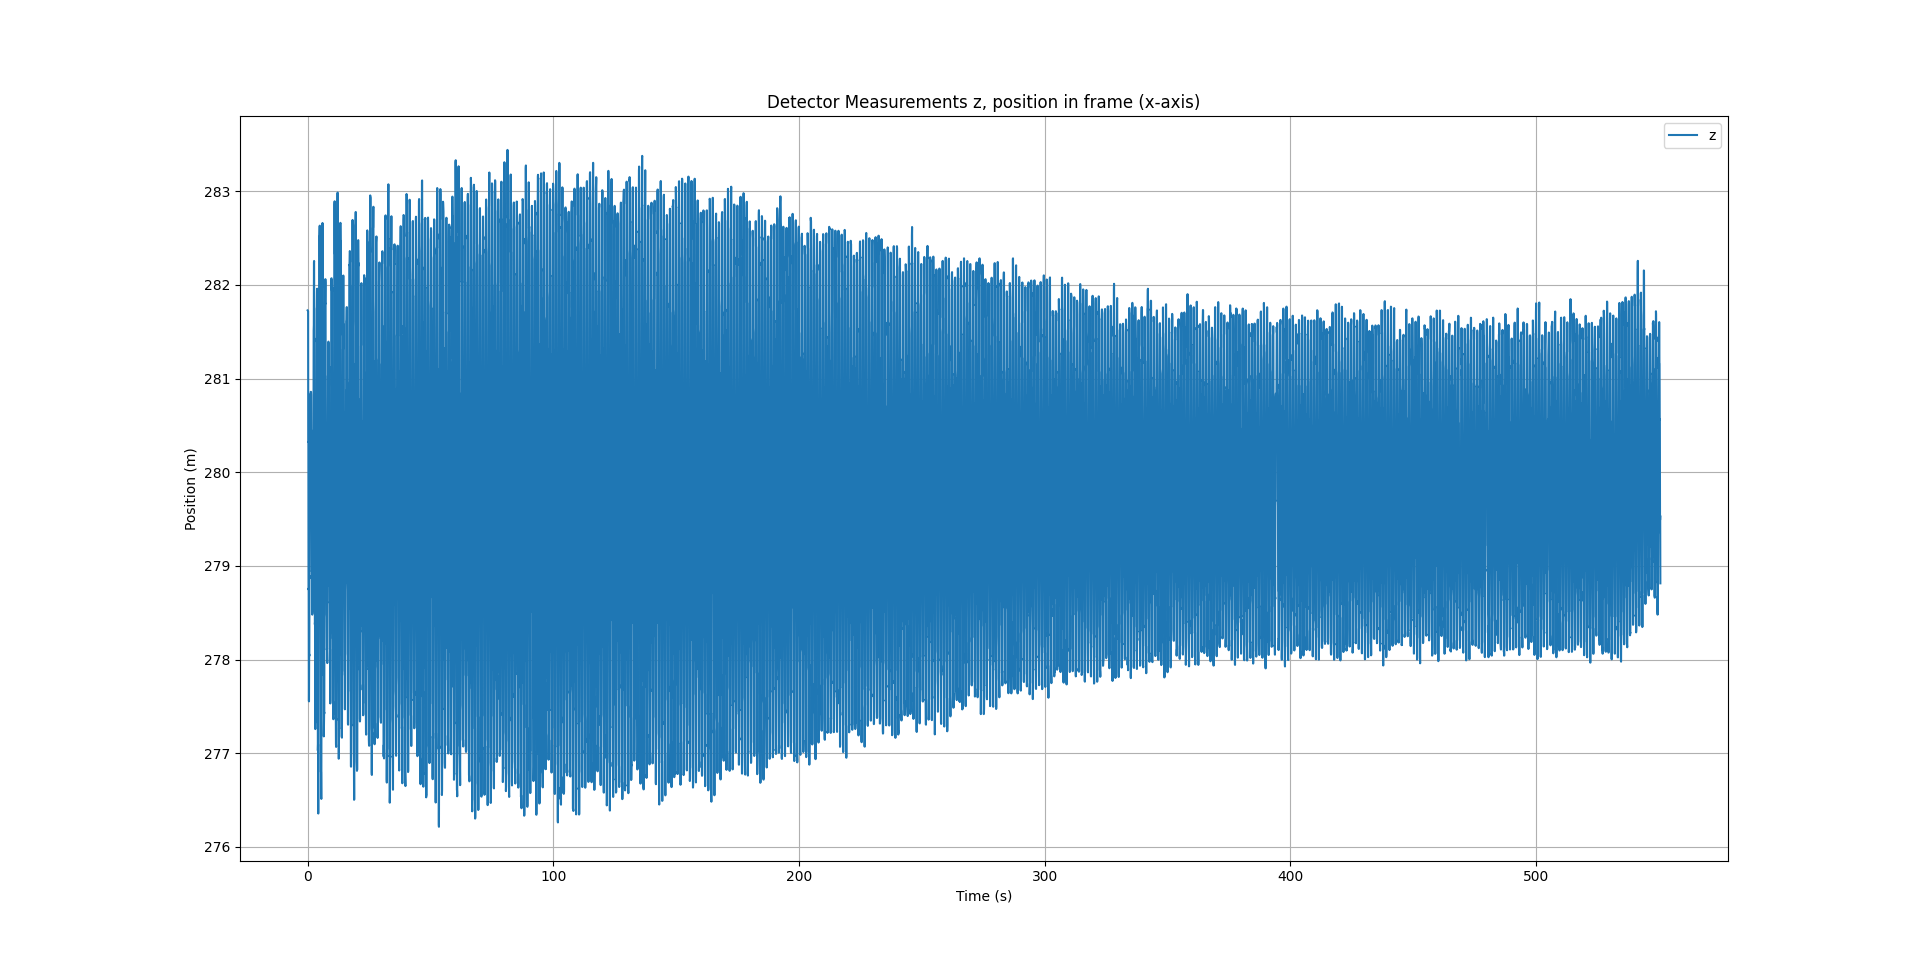 Detector Measurements z, position in frame (x-axis)
z
283
282
281
280
279
278
277
276
Position (m)
0 100 200 300 400 500
Time (s)